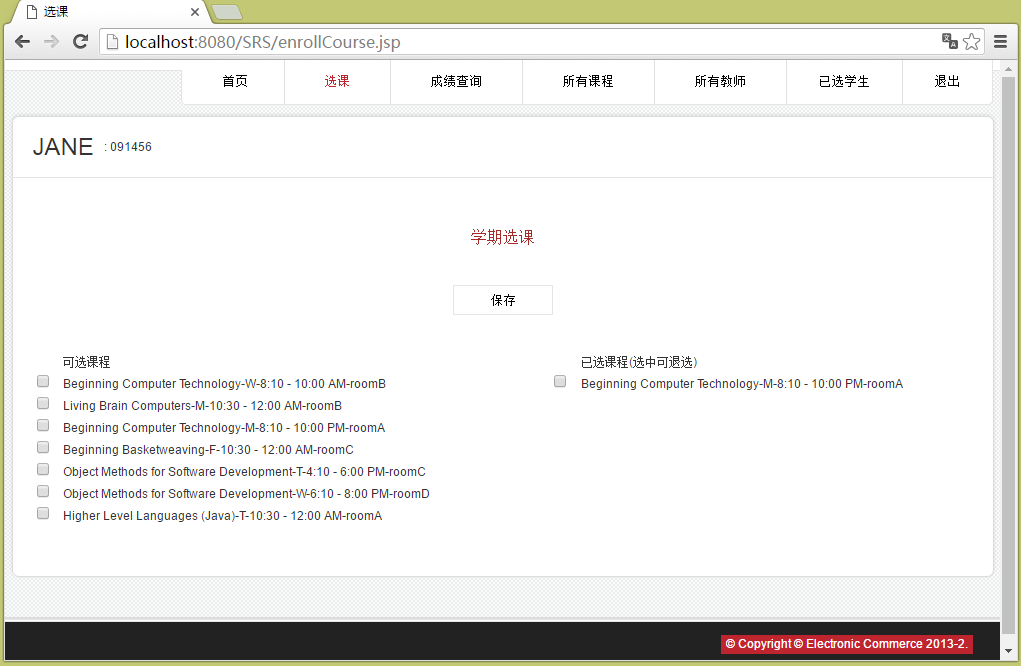 选课
localhost:8080/SRS/enrollCourse.jsp
首页 选课 成绩查询 所有课程 所有教师 已选学生 退出
JANE : 091456
学期选课
保存
可选课程 已选课程(选中可退选)
Beginning Computer Technology-W-8:10 - 10:00 AM-roomB Beginning Computer Technology-M-8:10 - 10:00 PM-roomA
Living Brain Computers-M-10:30 - 12:00 AM-roomB
Beginning Computer Technology-M-8:10 - 10:00 PM-roomA
Beginning Basketweaving-F-10:30 - 12:00 AM-roomC
Object Methods for Software Development-T-4:10 - 6:00 PM-roomC
Object Methods for Software Development-W-6:10 - 8:00 PM-roomD
Higher Level Languages (Java)-T-10:30 - 12:00 AM-roomA
© Copyright © Electronic Commerce 2013-2.